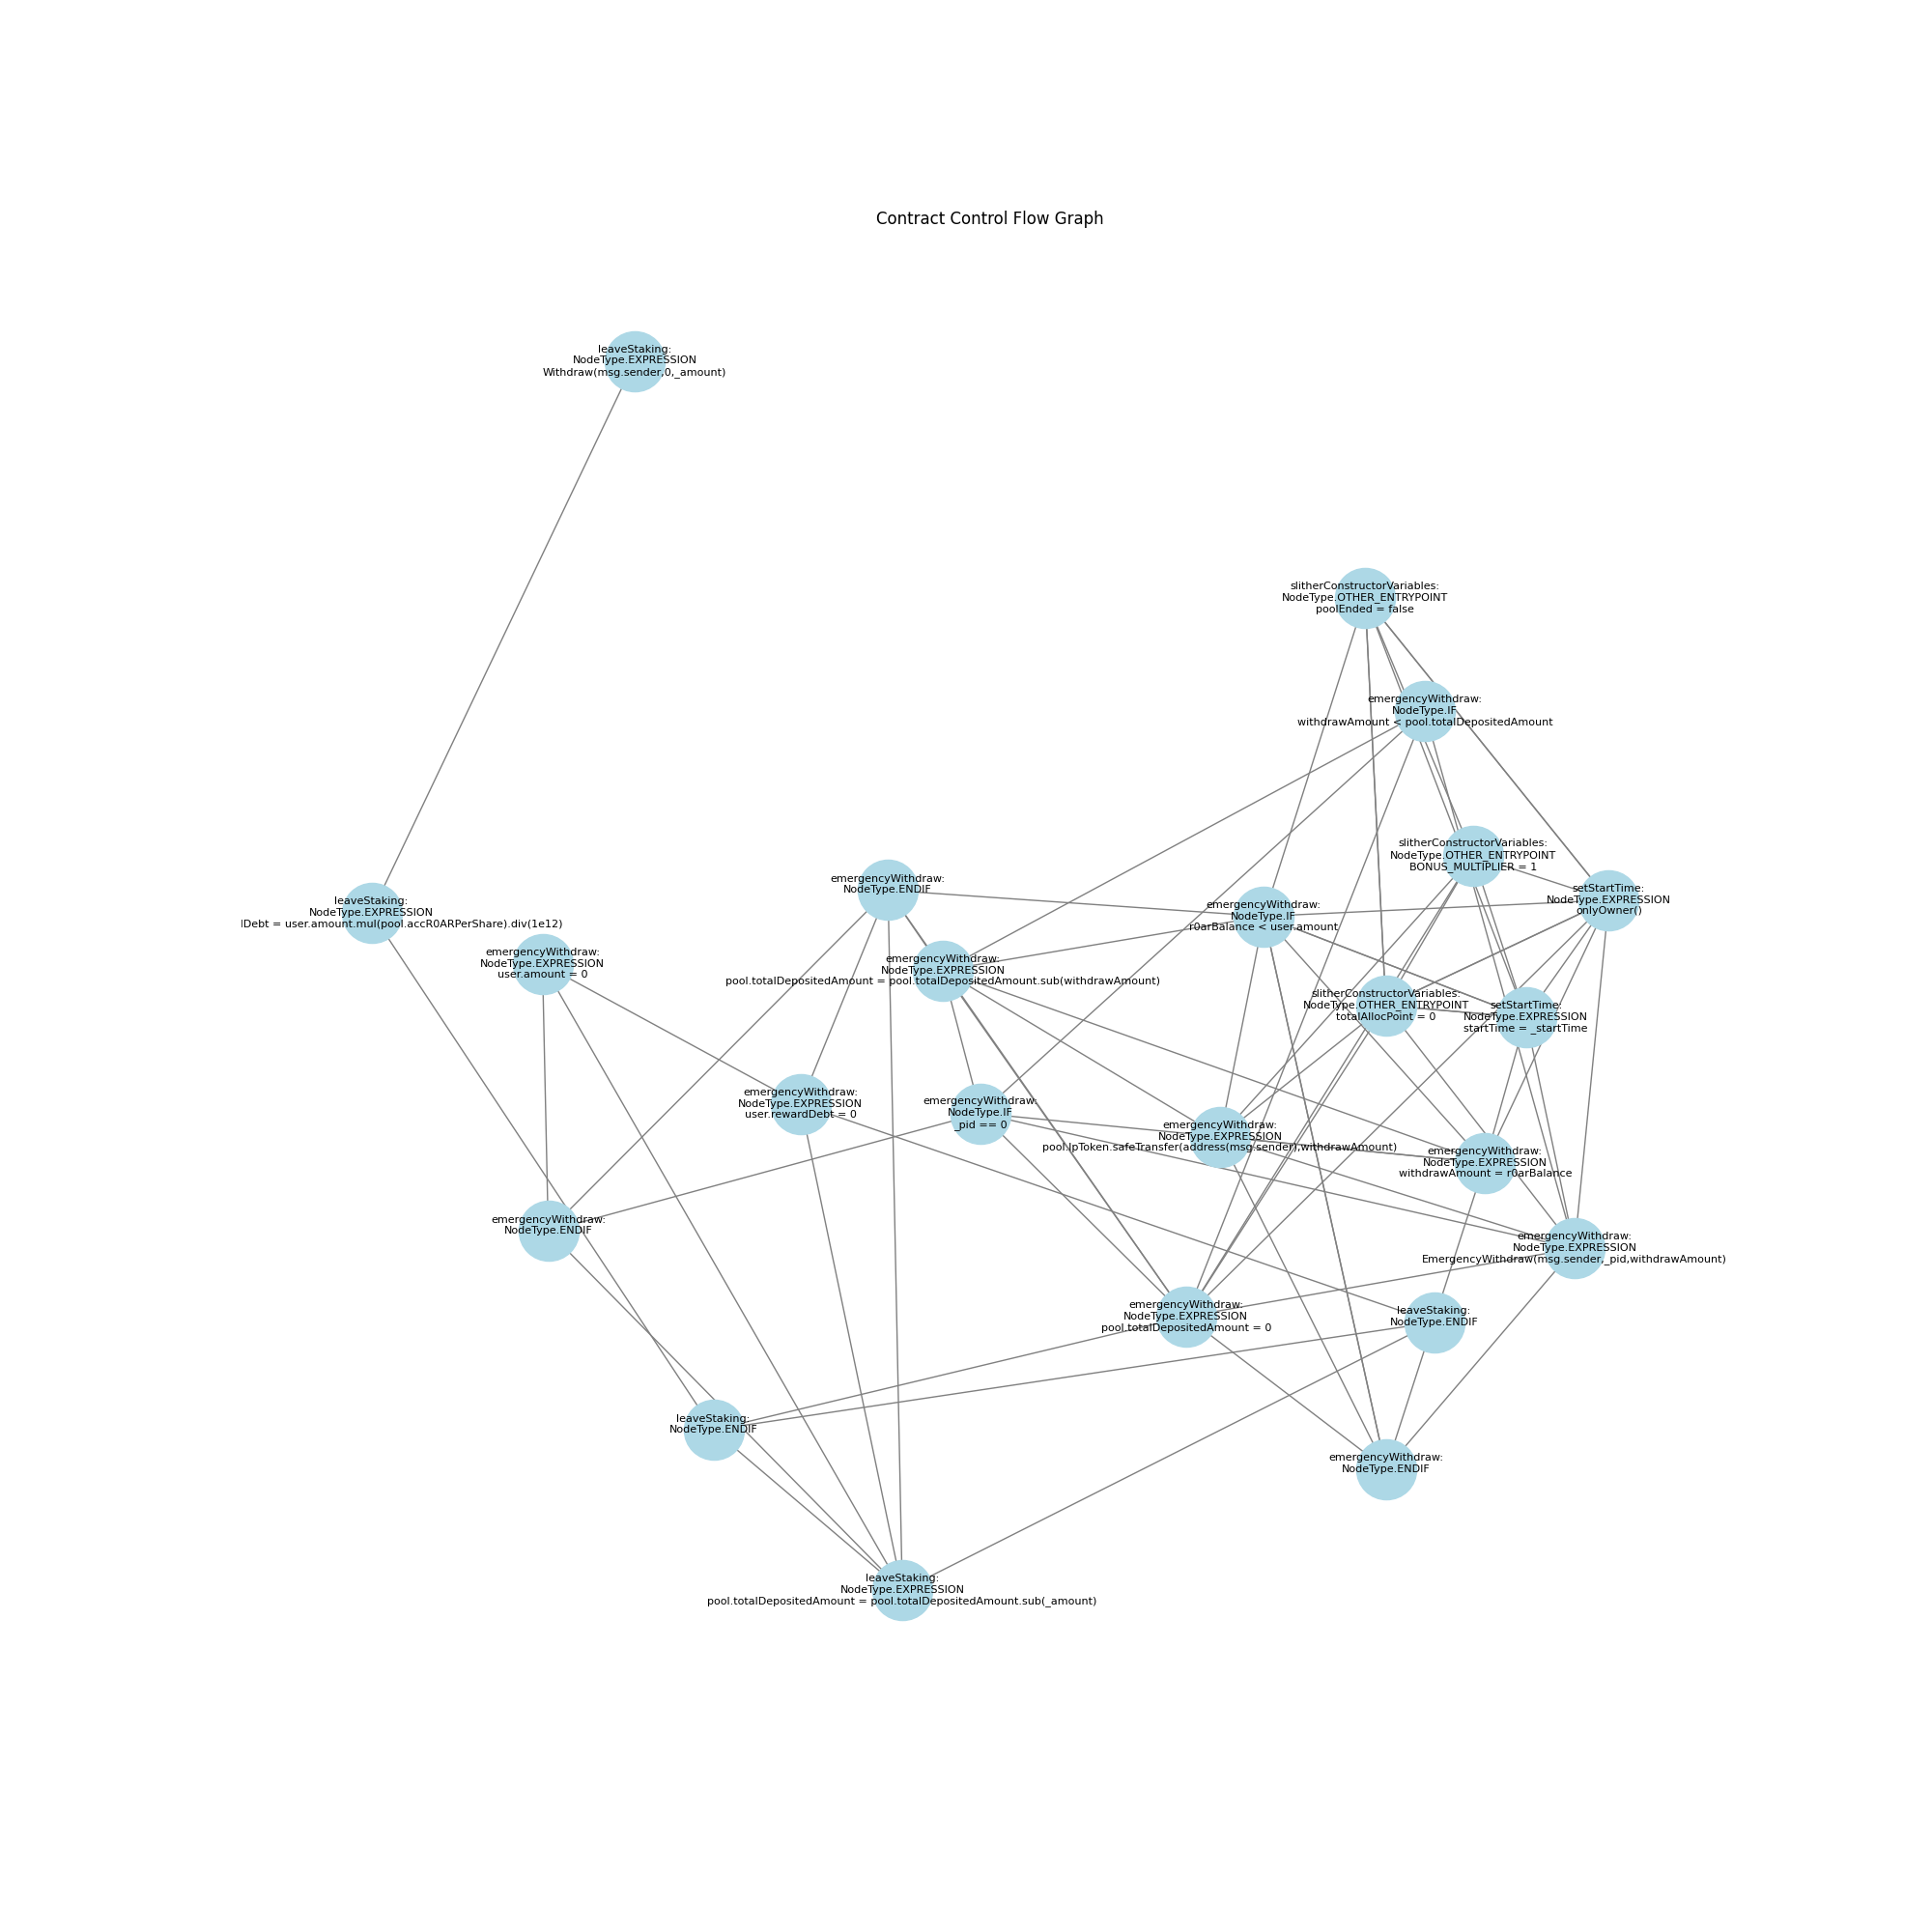 Contract Control Flow Graph
leaveStaking:
NodeType.EXPRESSION
Withdraw(msg.sender,0,_amount)
slitherConstructorVariables:
NodeType.OTHER_ENTRYPOINT
poolEnded = false
emergencyWithdraw:
NodeType.IF
withdrawAmount < pool.totalDepositedAmount
slitherConstructorVariables:
NodeType.OTHER_ENTRYPOINT
BONUS_MULTIPLIER = 1
emergencyWithdraw:
NodeType.ENDIF
setStartTime:
NodeType.EXPRESSION
onlyOwner()
leaveStaking:
NodeType.EXPRESSION
lDebt = user.amount.mul(pool.accR0ARPerShare).div(1e12)
emergencyWithdraw:
NodeType.IF
r0arBalance < user.amount
emergencyWithdraw:
NodeType.EXPRESSION
user.amount = 0
emergencyWithdraw:
NodeType.EXPRESSION
pool.totalDepositedAmount = pool.totalDepositedAmount.sub(withdrawAmount)
slitherConstructorVariables:
NodeType.OTHER_ENTRYPOINT
totalAllocPoint = 0
setStartTime:
NodeType.EXPRESSION
startTime = _startTime
emergencyWithdraw:
NodeType.EXPRESSION
user.rewardDebt = 0
emergencyWithdraw:
NodeType.IF
_pid == 0
emergencyWithdraw:
NodeType.EXPRESSION
pool.lpToken.safeTransfer(address(msg.sender),withdrawAmount)
emergencyWithdraw:
NodeType.EXPRESSION
withdrawAmount = r0arBalance
emergencyWithdraw:
NodeType.ENDIF
emergencyWithdraw:
NodeType.EXPRESSION
EmergencyWithdraw(msg.sender,_pid,withdrawAmount)
emergencyWithdraw:
NodeType.EXPRESSION
pool.totalDepositedAmount = 0
leaveStaking:
NodeType.ENDIF
leaveStaking:
NodeType.ENDIF
emergencyWithdraw:
NodeType.ENDIF
leaveStaking:
NodeType.EXPRESSION
pool.totalDepositedAmount = pool.totalDepositedAmount.sub(_amount)